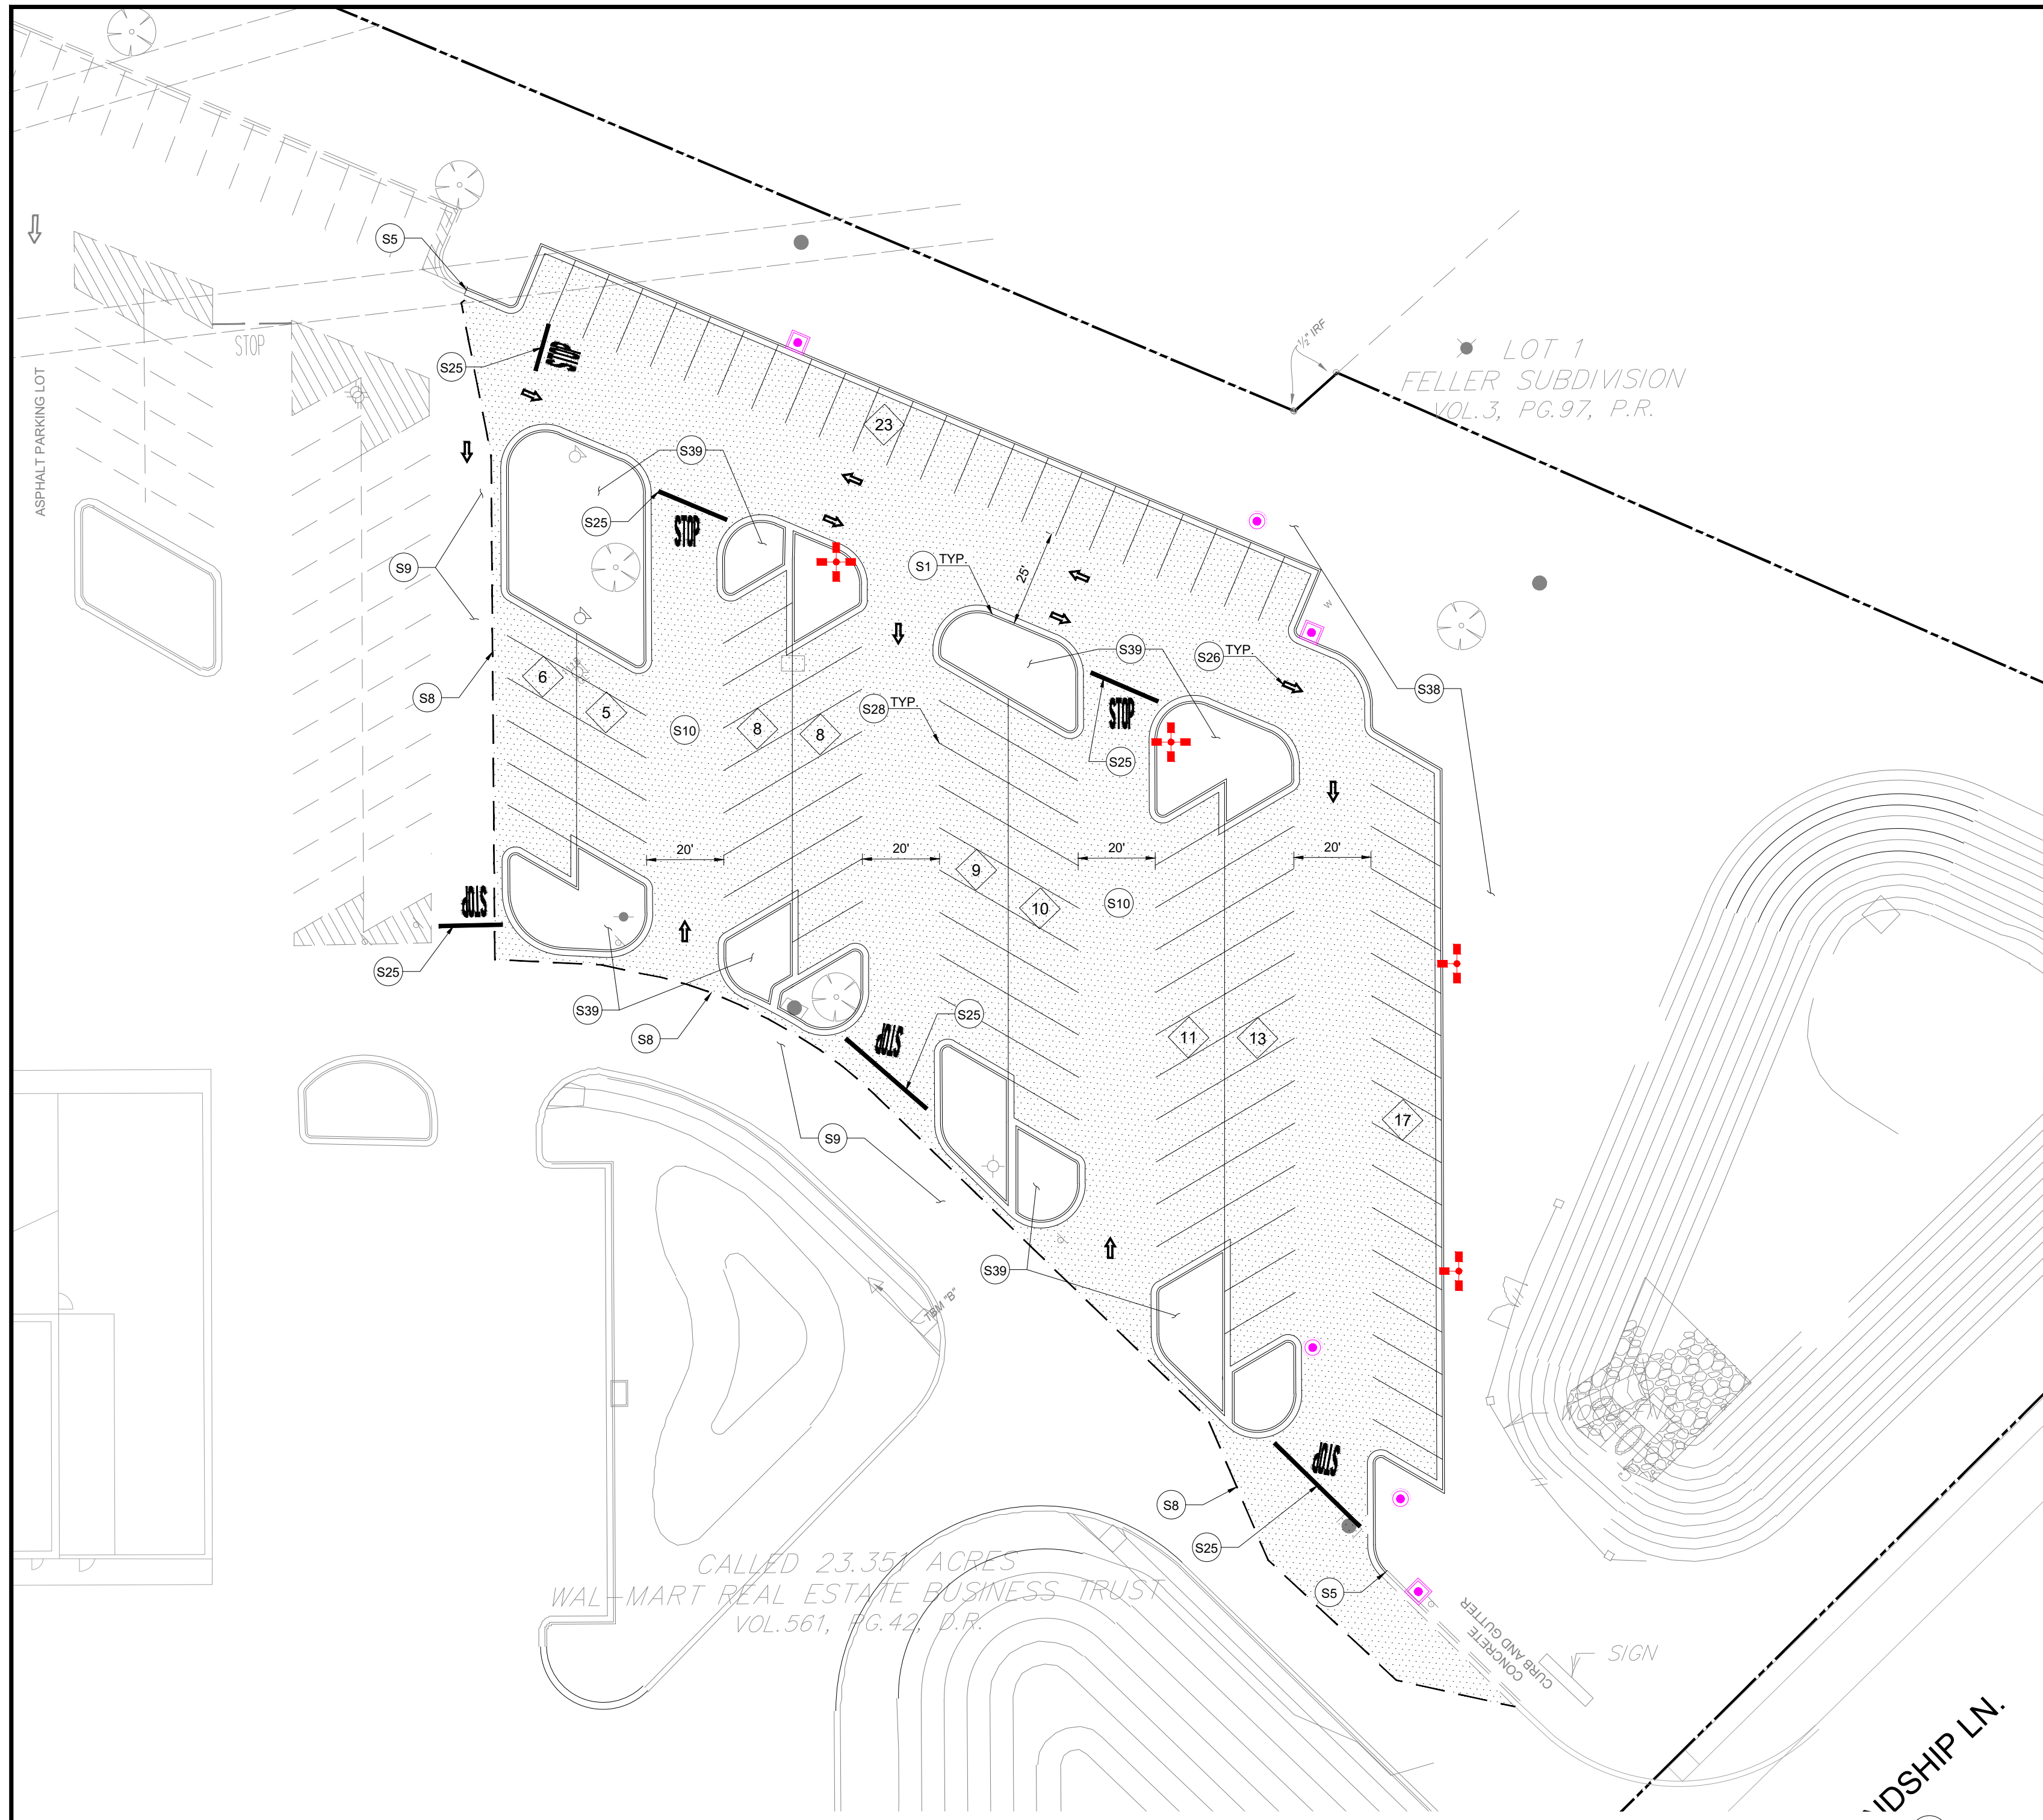 S5
STOP
ASPHALT PARKING LOT
S25
STOP
½" IRF
LOT 1
FELLER SUBDIVISION
VOL.3, PG.97, P.R.
23
S39
S25
STOP
S9
S1 TYP.
25'
W
S39
S26 TYP.
S38
6
5
S8
S10
8
8
S28 TYP.
STOP
S25
20'
20'
20'
20'
9
10
S10
STOP
S25
S39
S8
S25
STOP
11
13
17
S9
S39
TBM "B"
STOP
S8
S25
CALLED 23.351 ACRES
WAL-MART REAL ESTATE BUSINESS TRUST
VOL.561, PG.42, D.R.
S5
CONCRETE
CURB AND GUTTER
SIGN
NDSHIP LN.